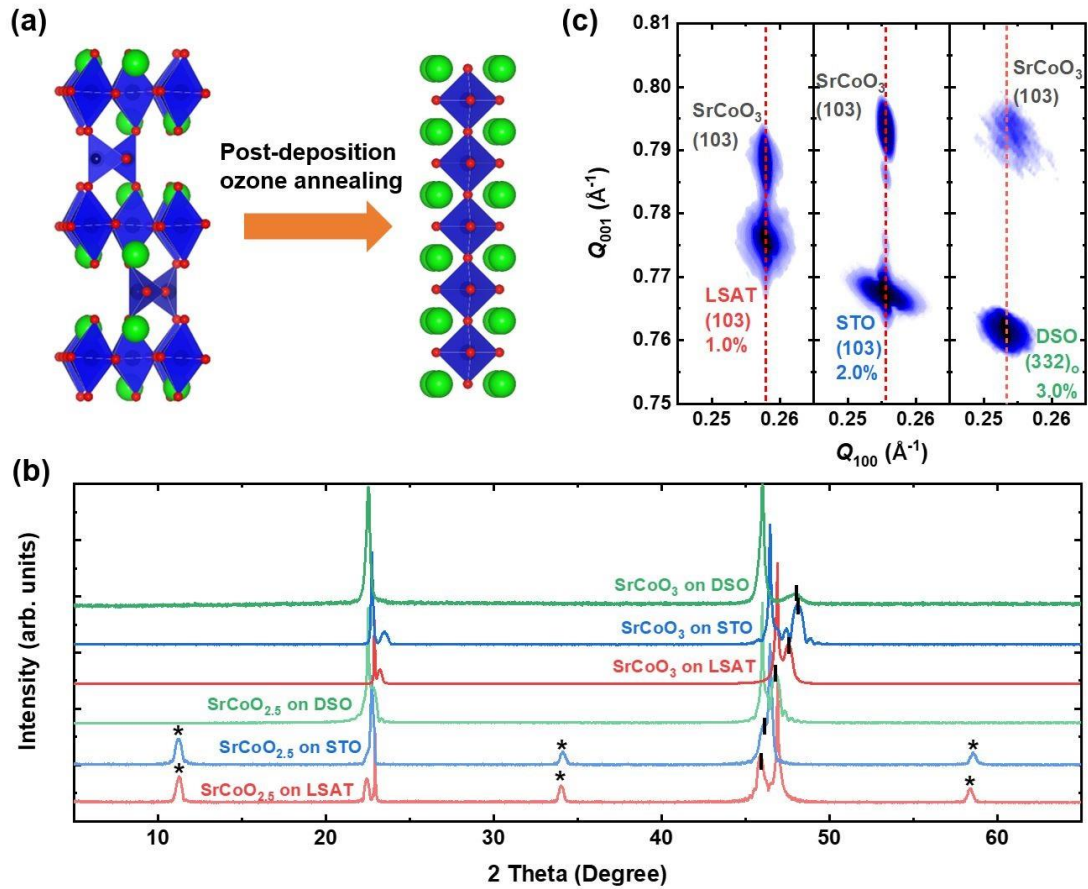 (a)
Post-deposition
ozone annealing
(c)
0.81
0.80
0.79
0.78
0.77
0.76
0.75
Q₀₀₁ (Å⁻¹)
SrCoO₃
(103)
LSAT
(103)
1.0%
SrCoO₃
(103)
STO
(103)
2.0%
SrCoO₃
(103)
DSO
(332)ₒ
3.0%
0.25 0.26 0.25 0.26 0.25 0.26
Q₁₀₀ (Å⁻¹)
(b)
Intensity (arb. units)
SrCoO₃ on DSO
SrCoO₃ on STO
SrCoO₃ on LSAT
SrCoO₂.₅ on DSO
* SrCoO₂.₅ on STO * *
* SrCoO₂.₅ on LSAT * *
10 20 30 40 50 60
2 Theta (Degree)